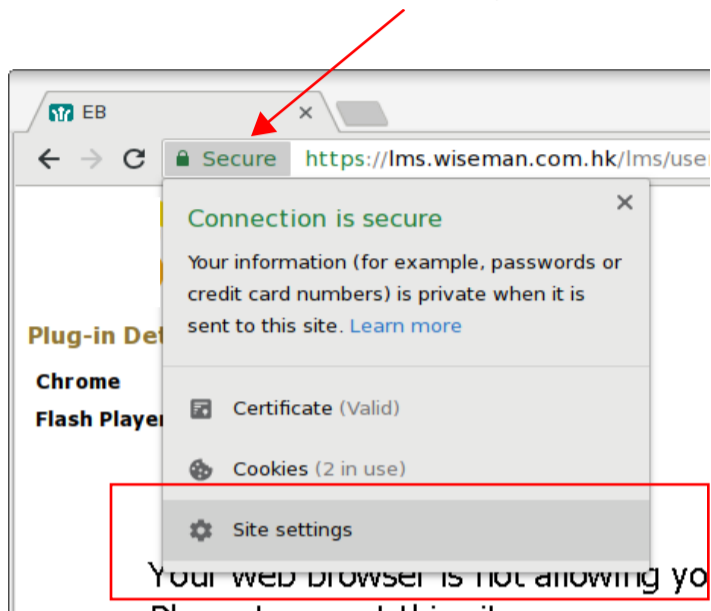 EB
Secure https://lms.wiseman.com.hk/lms/use
Connection is secure
Your information (for example, passwords or
credit card numbers) is private when it is
sent to this site. Learn more
Plug-in Det
Chrome
Flash Player
Certificate (Valid)
Cookies (2 in use)
Site settings
Your web browser is not allowing yo